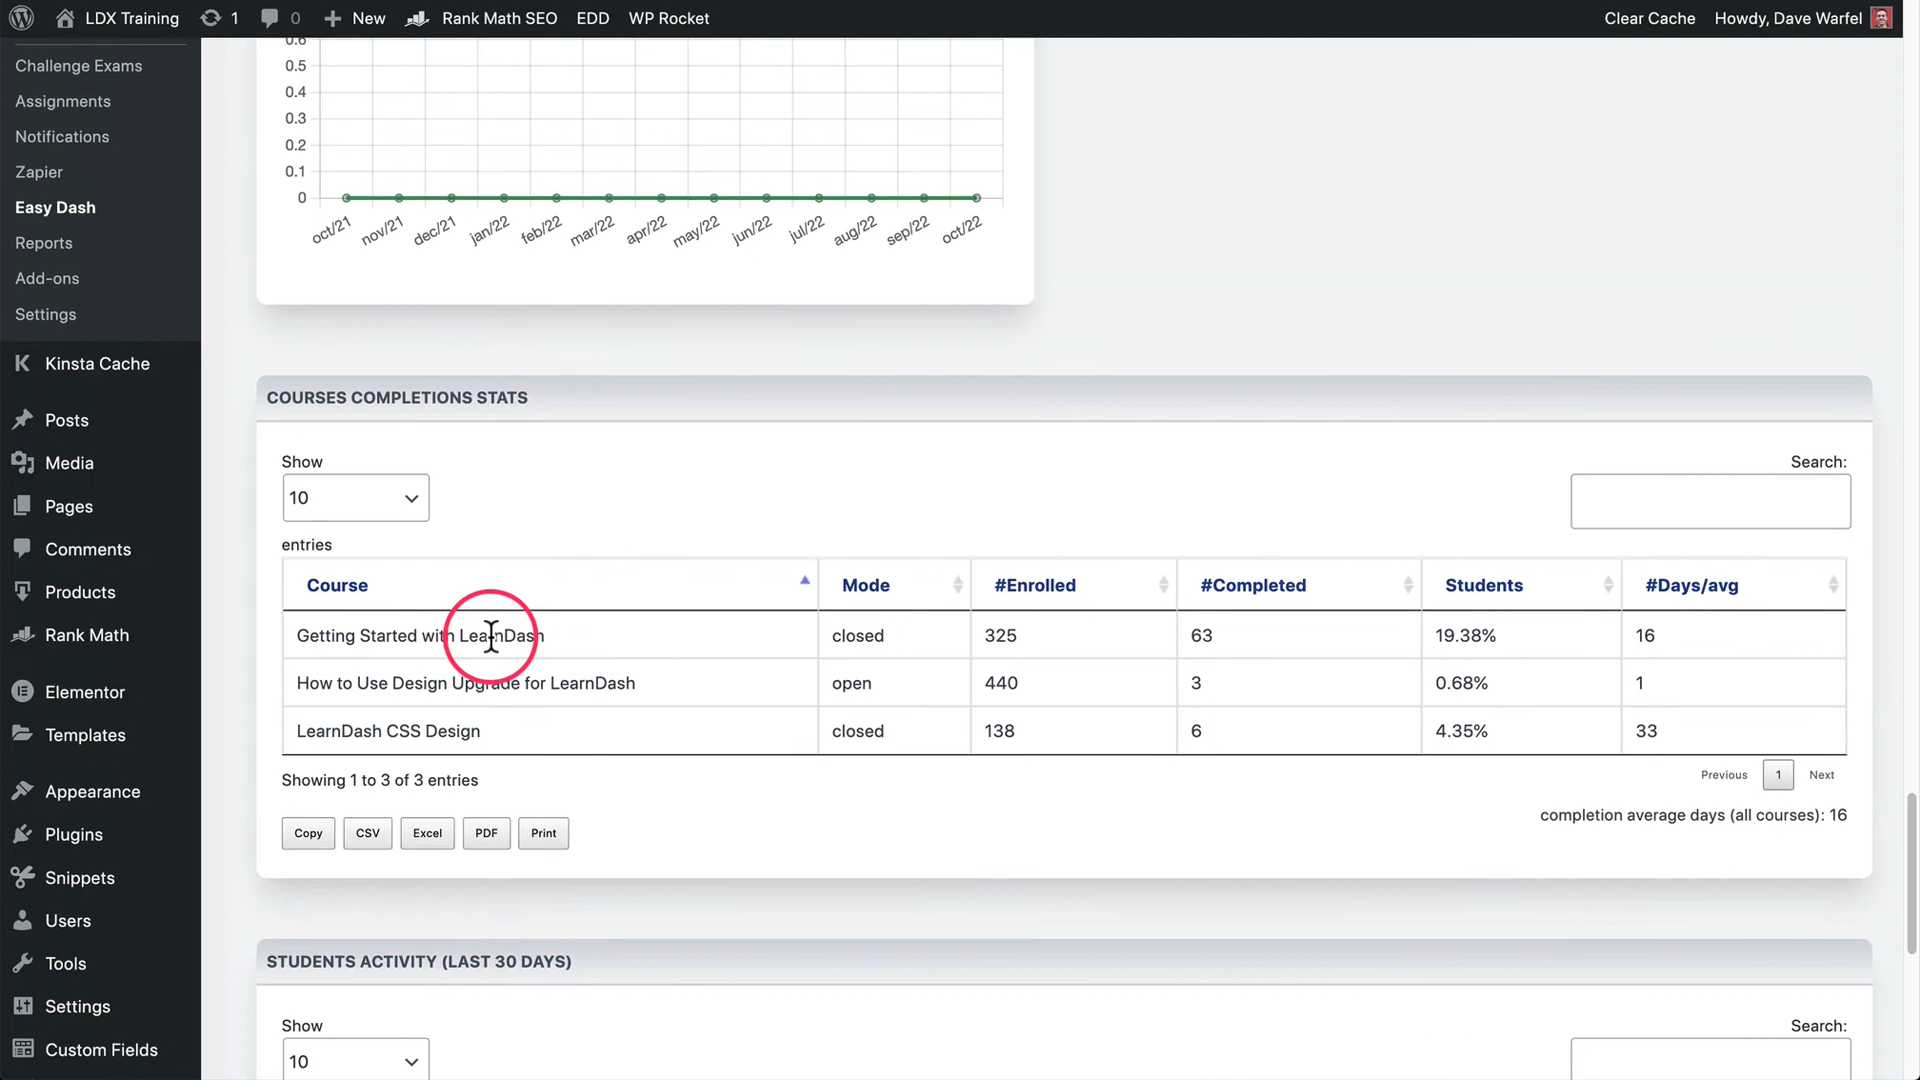 LDX Training 1 0 New Rank Math SEO EDD WP Rocket Clear Cache Howdy, Dave Warfel
Challenge Exams
Assignments
Notifications
Zapier
Easy Dash
Reports
Add-ons
Settings
Kinsta Cache
Posts
Media
Pages
Comments
Products
Rank Math
Elementor
Templates
Appearance
Plugins
Snippets
Users
Tools
Settings
Custom Fields
0.6
0.5
0.4
0.3
0.2
0.1
0
oct/21 nov/21 dec/21 jan/22 feb/22 mar/22 apr/22 may/22 jun/22 jul/22 aug/22 sep/22 oct/22
COURSES COMPLETIONS STATS
Show Search:
10
entries
Course Mode #Enrolled #Completed Students #Days/avg
Getting Started with LearnDash closed 325 63 19.38% 16
How to Use Design Upgrade for LearnDash open 440 3 0.68% 1
LearnDash CSS Design closed 138 6 4.35% 33
Showing 1 to 3 of 3 entries Previous 1 Next
completion average days (all courses): 16
Copy CSV Excel PDF Print
STUDENTS ACTIVITY (LAST 30 DAYS)
Show Search:
10